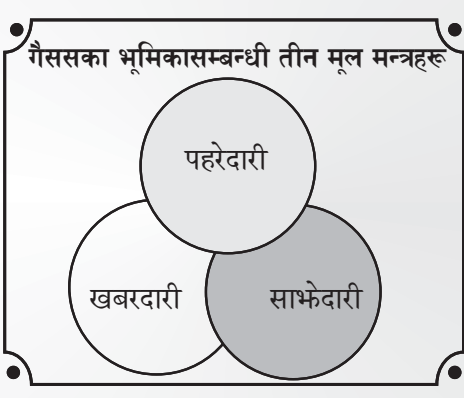 गैससका भूमिकासम्बन्धी तीन मूल मन्त्रहरू
पहरेदारी
खबरदारी
साझेदारी